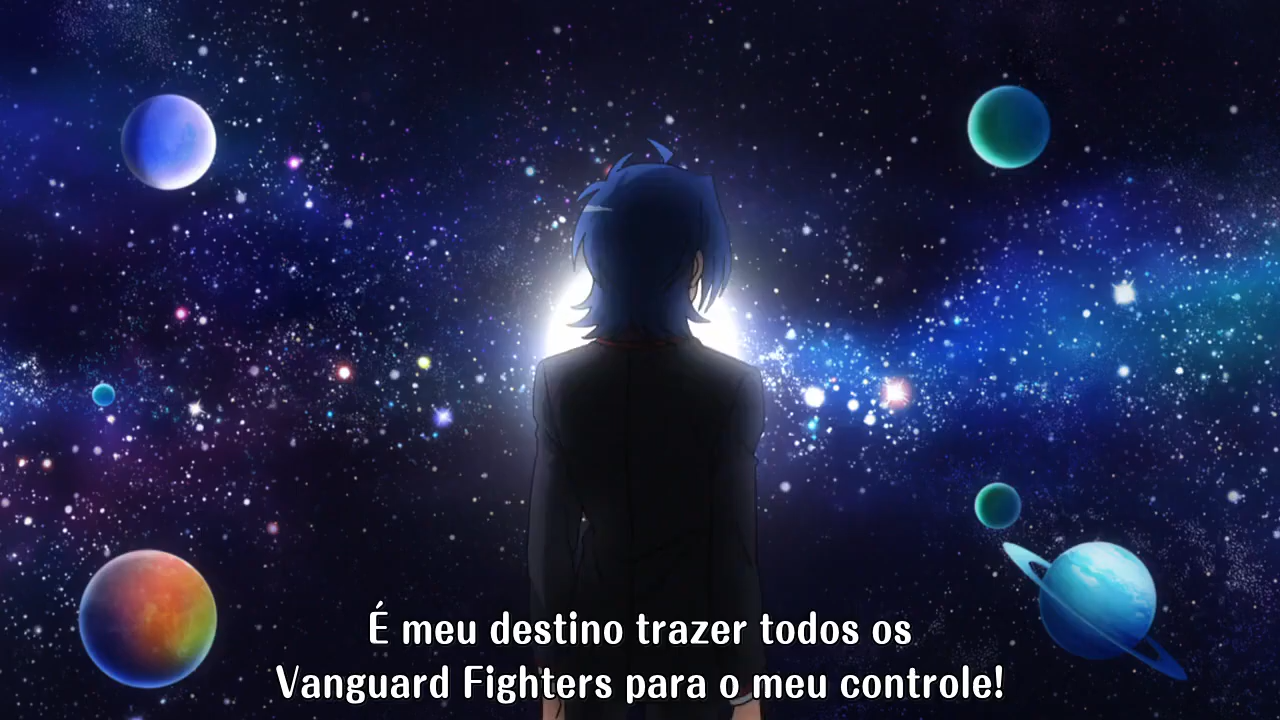 É meu destino trazer todos os
Vanguard Fighters para o meu controle!